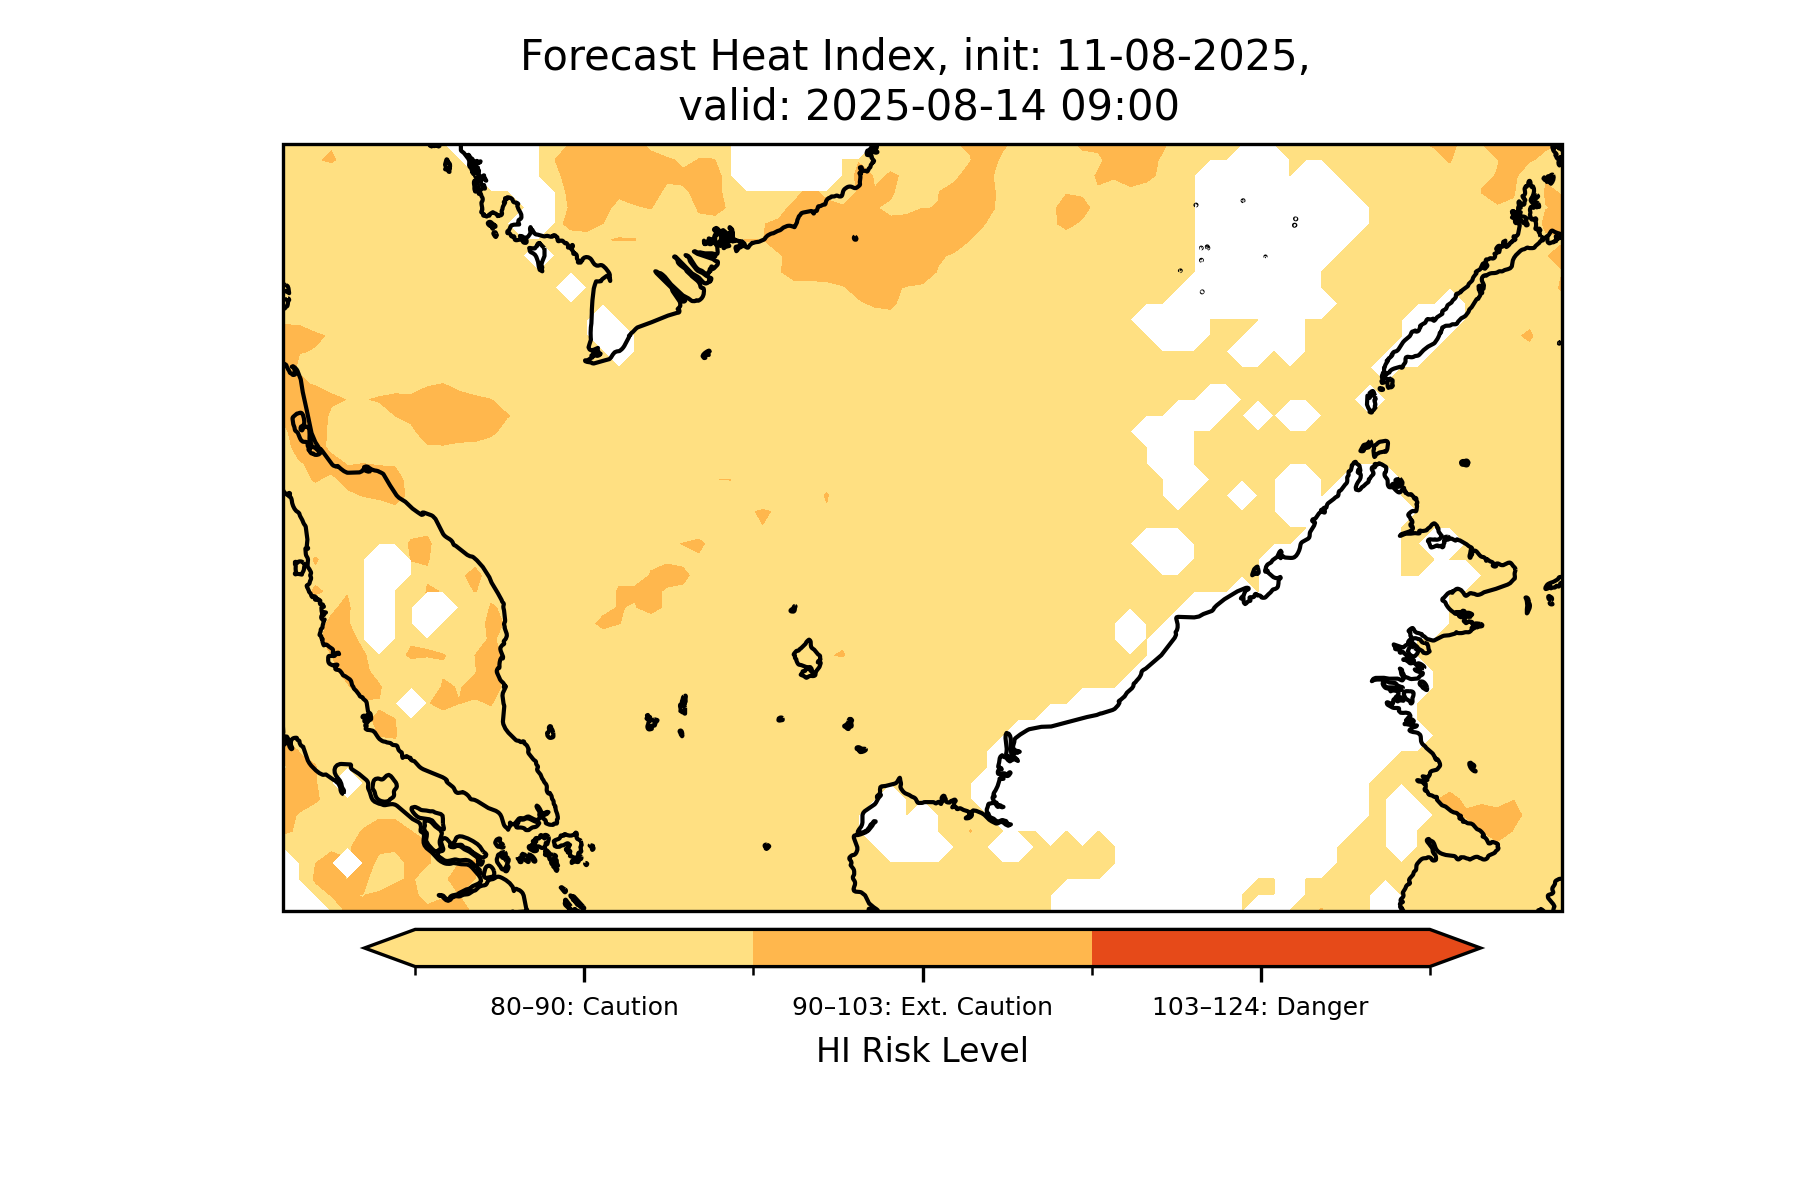 Forecast Heat Index, init: 11-08-2025,
valid: 2025-08-14 09:00
80–90: Caution
90–103: Ext. Caution
103–124: Danger
HI Risk Level